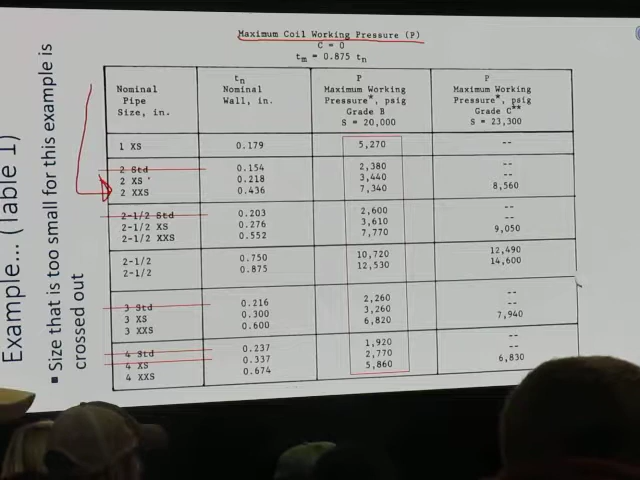 Example... (Table 1)
▪ Size that is too small for this example is
crossed out
Maximum Coil Working Pressure (P)
C = 0
tm = 0.875 tn
Nominal Pipe Size, in. | tn Nominal Wall, in. | P Maximum Working Pressure*, psig Grade B S = 20,000 | P Maximum Working Pressure*, psig Grade C** S = 23,300
1 XS 0.179 5,270 --
2 Std 0.154 2,380 --
2 XS 0.218 3,440 --
2 XXS 0.436 7,340 8,560
2-1/2 Std 0.203 2,600 --
2-1/2 XS 0.276 3,610 --
2-1/2 XXS 0.552 7,770 9,050
2-1/2 0.750 10,720 12,490
2-1/2 0.875 12,530 14,600
3 Std 0.216 2,260 --
3 XS 0.300 3,260 --
3 XXS 0.600 6,820 7,940
4 Std 0.237 1,920 --
4 XS 0.337 2,770 --
4 XXS 0.674 5,860 6,830